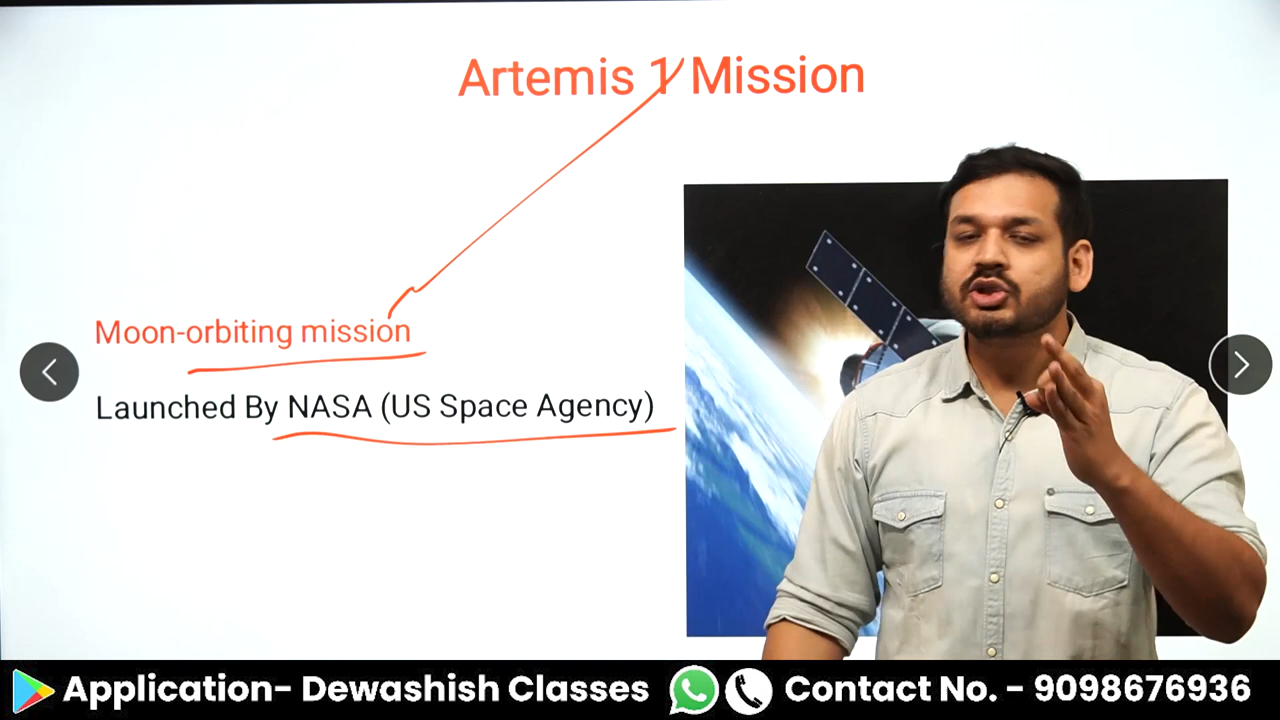 Artemis 1 Mission
Moon-orbiting mission
Launched By NASA (US Space Agency)
Application- Dewashish Classes Contact No. - 9098676936